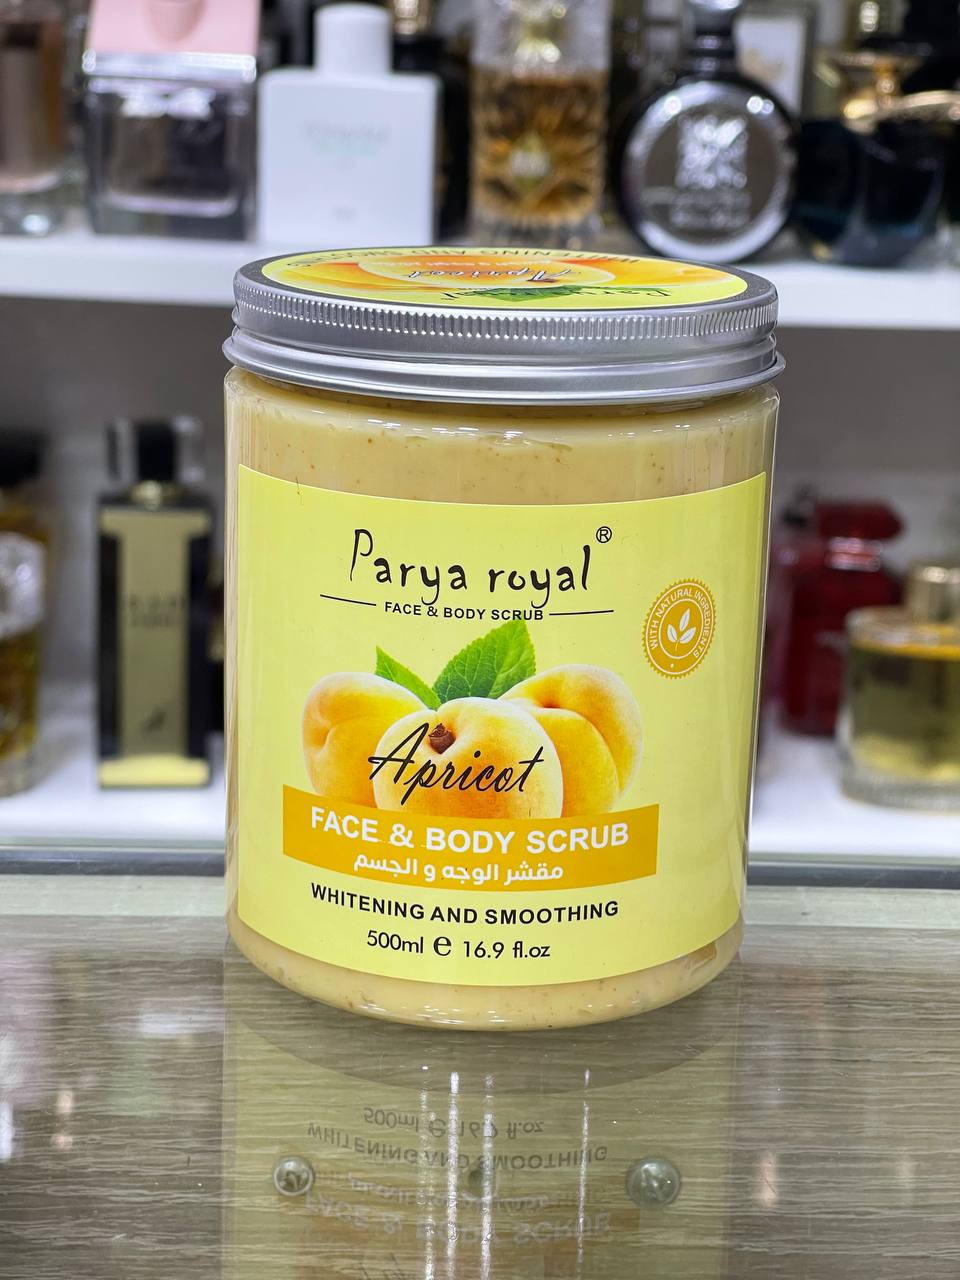 Apricot
Parya royal®
FACE & BODY SCRUB
WITH NATURAL INGREDIENTS
Apricot
FACE & BODY SCRUB
مقشر الوجه و الجسم
WHITENING AND SMOOTHING
500ml ℮ 16.9 fl.oz